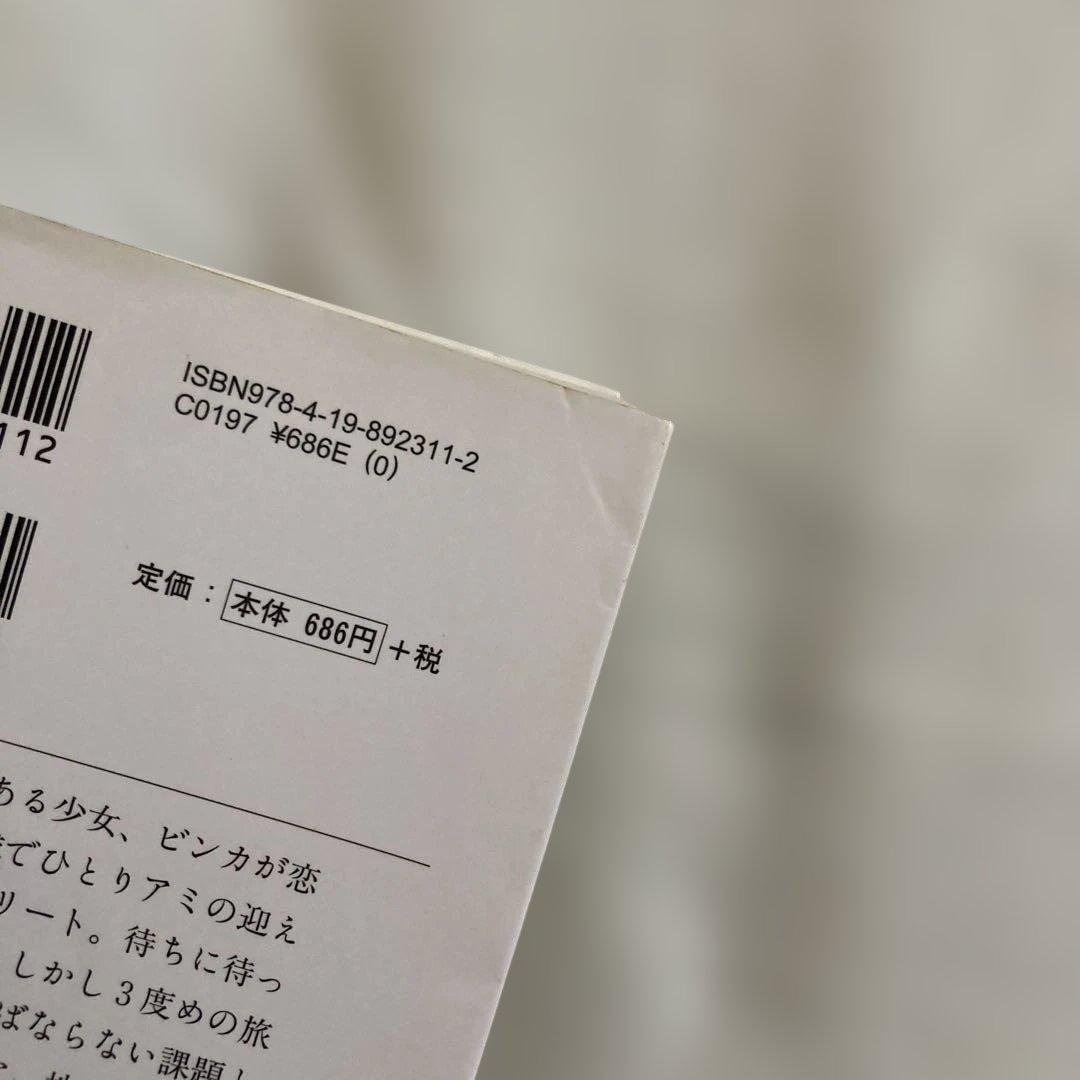 112
ISBN978-4-19-892311-2
C0197 ¥686E (0)
定価：本体 686円＋税
ある少女、ビンカが恋
でひとりアミの迎え
リート。待ちに待っ
しかし3度めの旅
ばならない課題